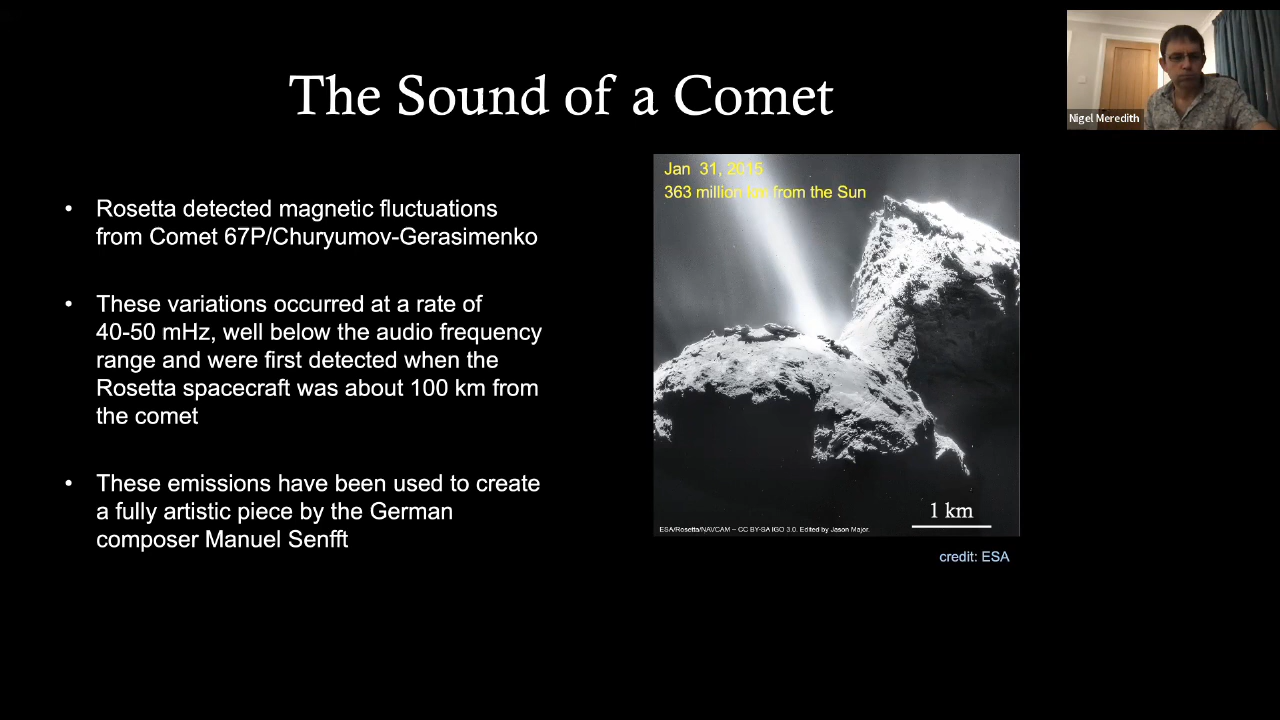 The Sound of a Comet
Nigel Meredith
• Rosetta detected magnetic fluctuations
from Comet 67P/Churyumov-Gerasimenko
• These variations occurred at a rate of
40-50 mHz, well below the audio frequency
range and were first detected when the
Rosetta spacecraft was about 100 km from
the comet
• These emissions have been used to create
a fully artistic piece by the German
composer Manuel Senfft
Jan 31, 2015
363 million km from the Sun
1 km
ESA/Rosetta/NAVCAM – CC BY-SA IGO 3.0. Edited by Jason Major.
credit: ESA